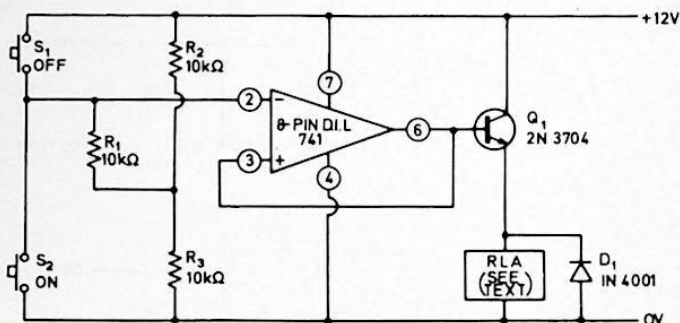 +12V
S1
OFF
R2
10kΩ
7
2
−
8-PIN D.I.L
741
6
Q1
2N 3704
R1
10kΩ
3
+
4
S2
ON
R3
10kΩ
RLA
(SEE
TEXT)
D1
IN 4001
0V